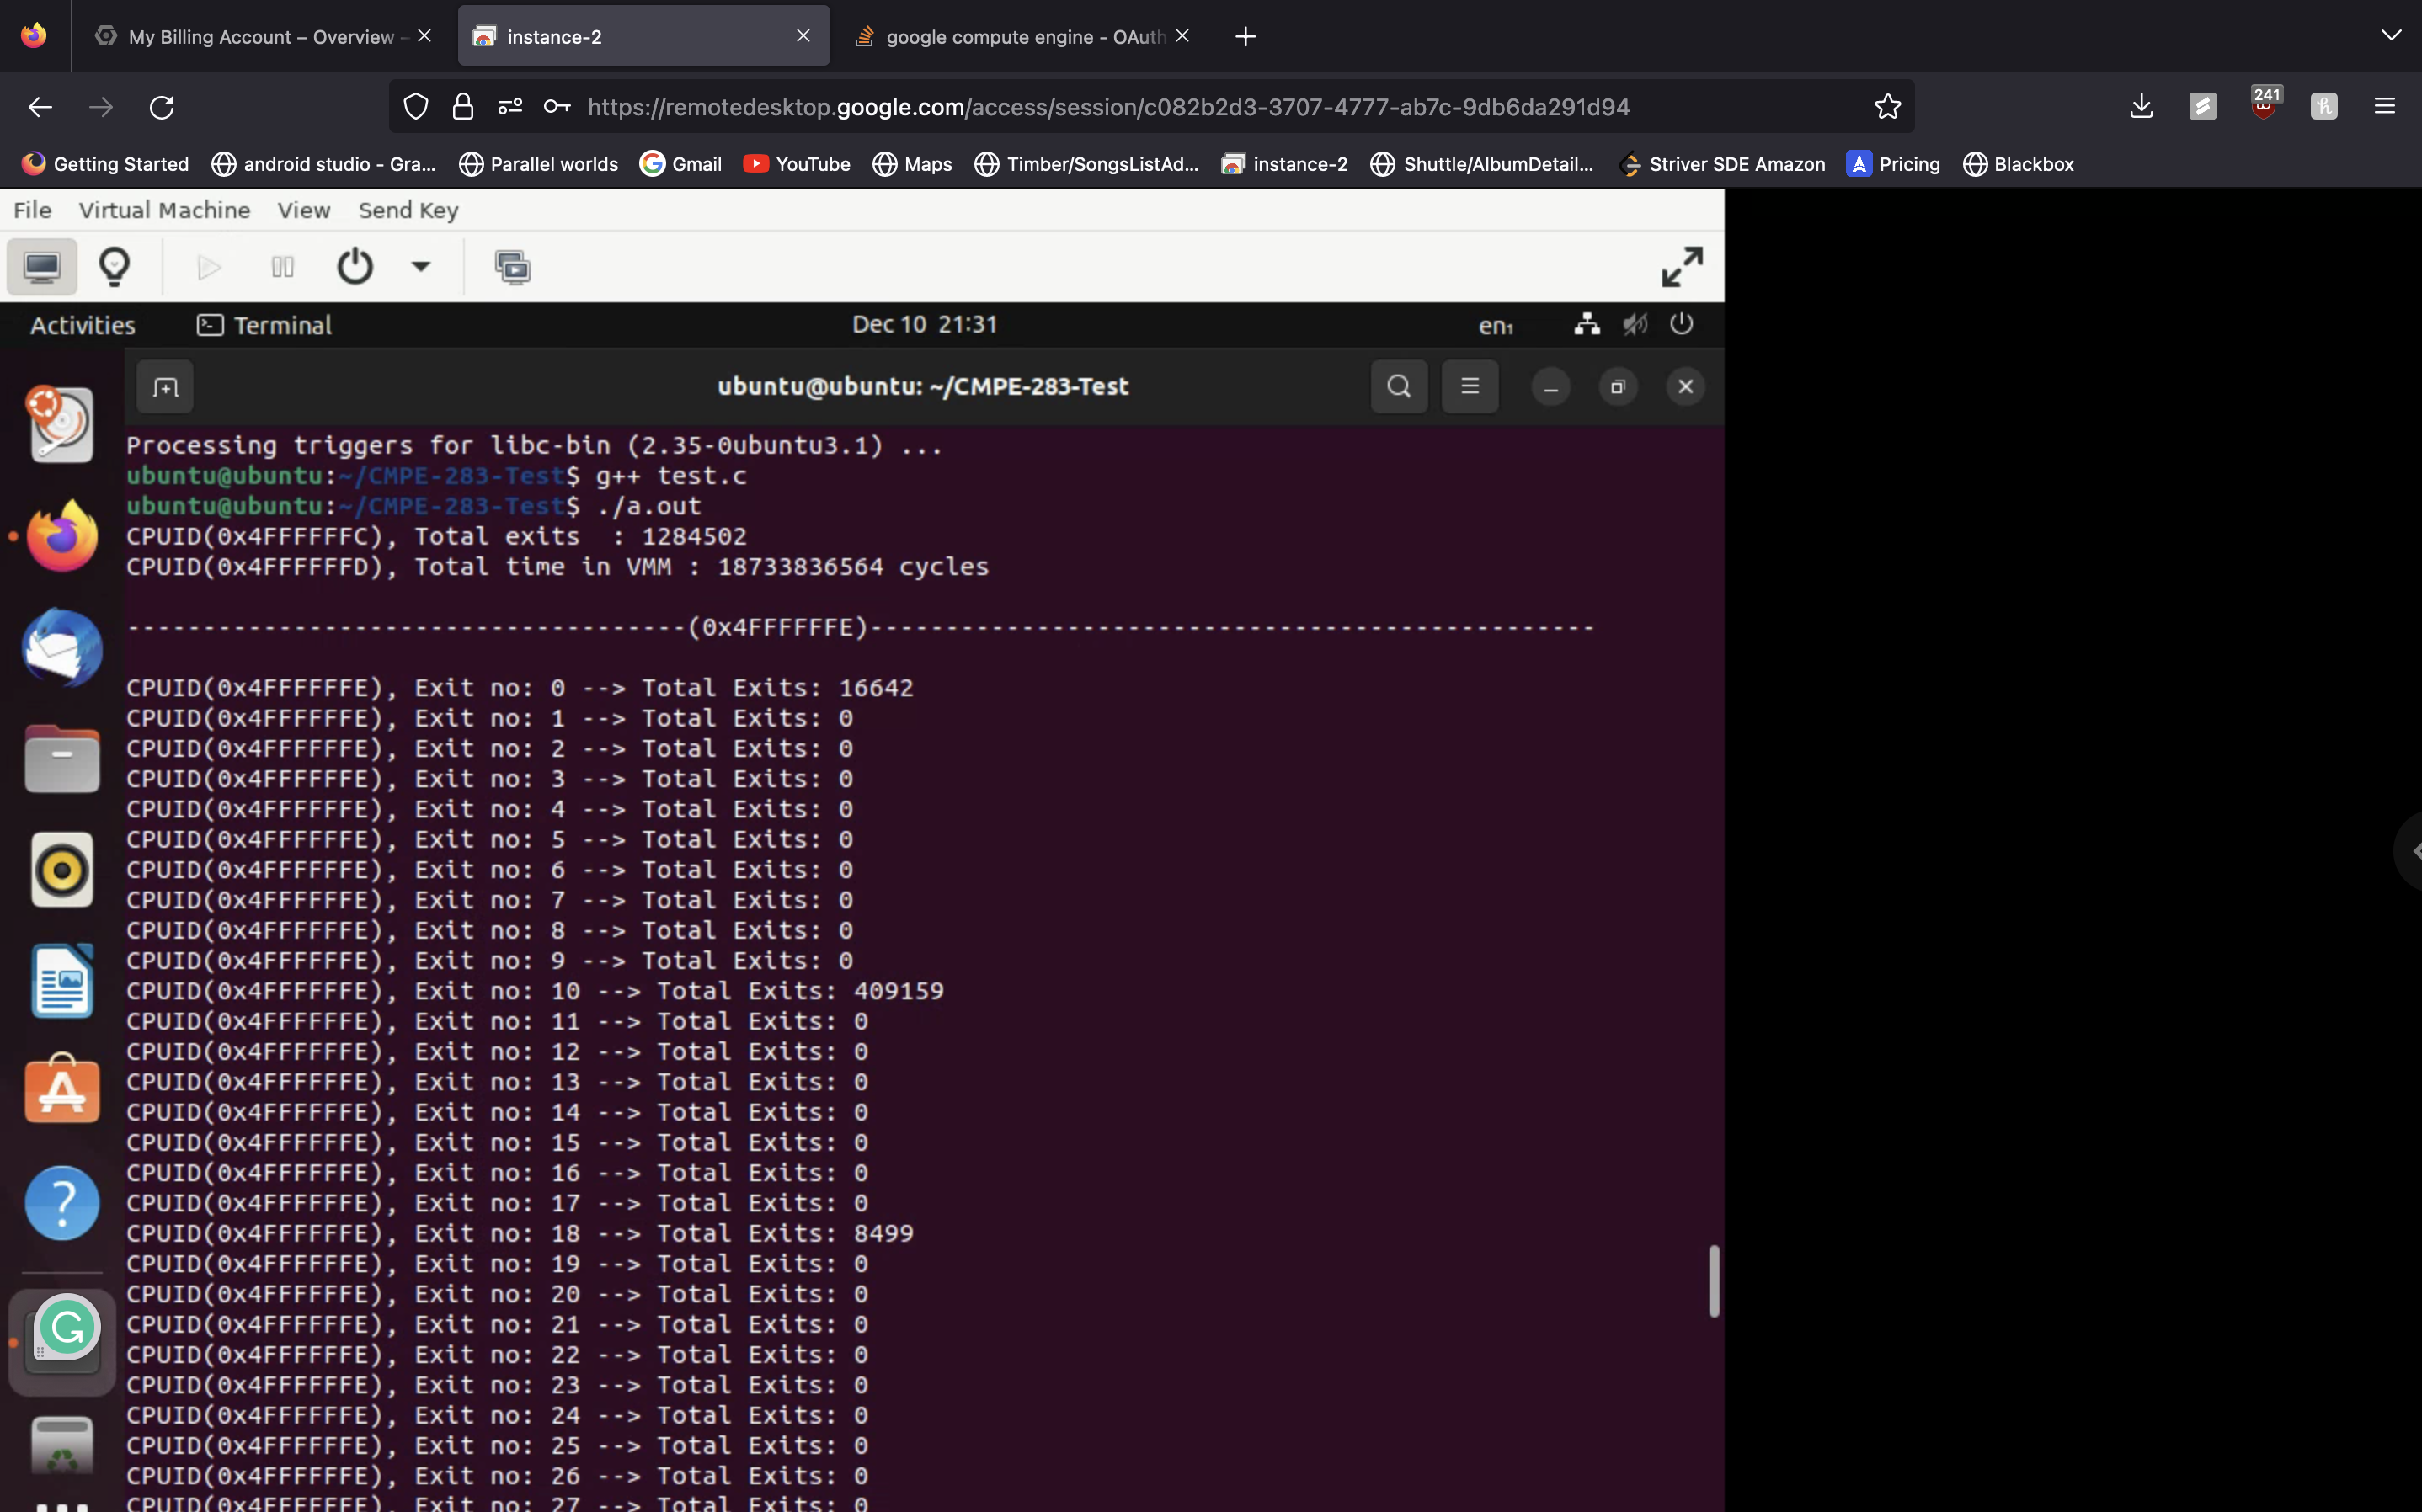 My Billing Account – Overview –
instance-2
google compute engine - OAuth
https://remotedesktop.google.com/access/session/c082b2d3-3707-4777-ab7c-9db6da291d94
241
Getting Started
android studio - Gra...
Parallel worlds
Gmail
YouTube
Maps
Timber/SongsListAd...
instance-2
Shuttle/AlbumDetail...
Striver SDE Amazon
Pricing
Blackbox
File Virtual Machine View Send Key
Activities Terminal Dec 10 21:31 en₁
ubuntu@ubuntu: ~/CMPE-283-Test
Processing triggers for libc-bin (2.35-0ubuntu3.1) ...
ubuntu@ubuntu:~/CMPE-283-Test$ g++ test.c
ubuntu@ubuntu:~/CMPE-283-Test$ ./a.out
CPUID(0x4FFFFFFC), Total exits  : 1284502
CPUID(0x4FFFFFFD), Total time in VMM : 18733836564 cycles
-------------------------------------(0x4FFFFFFE)------------------------------------------------
CPUID(0x4FFFFFFE), Exit no: 0 --> Total Exits: 16642
CPUID(0x4FFFFFFE), Exit no: 1 --> Total Exits: 0
CPUID(0x4FFFFFFE), Exit no: 2 --> Total Exits: 0
CPUID(0x4FFFFFFE), Exit no: 3 --> Total Exits: 0
CPUID(0x4FFFFFFE), Exit no: 4 --> Total Exits: 0
CPUID(0x4FFFFFFE), Exit no: 5 --> Total Exits: 0
CPUID(0x4FFFFFFE), Exit no: 6 --> Total Exits: 0
CPUID(0x4FFFFFFE), Exit no: 7 --> Total Exits: 0
CPUID(0x4FFFFFFE), Exit no: 8 --> Total Exits: 0
CPUID(0x4FFFFFFE), Exit no: 9 --> Total Exits: 0
CPUID(0x4FFFFFFE), Exit no: 10 --> Total Exits: 409159
CPUID(0x4FFFFFFE), Exit no: 11 --> Total Exits: 0
CPUID(0x4FFFFFFE), Exit no: 12 --> Total Exits: 0
CPUID(0x4FFFFFFE), Exit no: 13 --> Total Exits: 0
CPUID(0x4FFFFFFE), Exit no: 14 --> Total Exits: 0
CPUID(0x4FFFFFFE), Exit no: 15 --> Total Exits: 0
CPUID(0x4FFFFFFE), Exit no: 16 --> Total Exits: 0
CPUID(0x4FFFFFFE), Exit no: 17 --> Total Exits: 0
CPUID(0x4FFFFFFE), Exit no: 18 --> Total Exits: 8499
CPUID(0x4FFFFFFE), Exit no: 19 --> Total Exits: 0
CPUID(0x4FFFFFFE), Exit no: 20 --> Total Exits: 0
CPUID(0x4FFFFFFE), Exit no: 21 --> Total Exits: 0
CPUID(0x4FFFFFFE), Exit no: 22 --> Total Exits: 0
CPUID(0x4FFFFFFE), Exit no: 23 --> Total Exits: 0
CPUID(0x4FFFFFFE), Exit no: 24 --> Total Exits: 0
CPUID(0x4FFFFFFE), Exit no: 25 --> Total Exits: 0
CPUID(0x4FFFFFFE), Exit no: 26 --> Total Exits: 0
CPUID(0x4FFFFFFE), Exit no: 27 --> Total Exits: 0